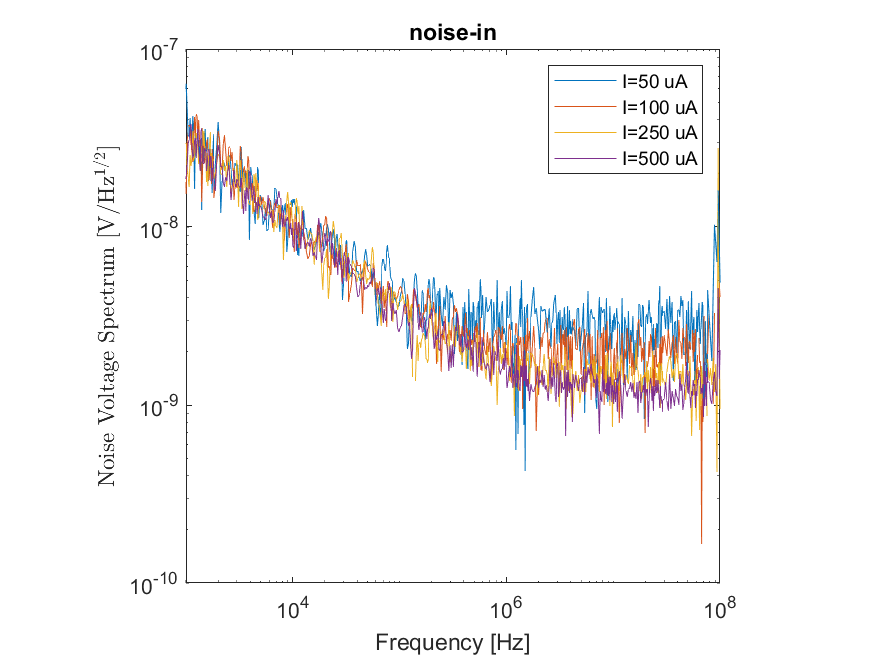 noise-in
10^-7
10^-8
10^-9
10^-10
Noise Voltage Spectrum [V/Hz^1/2]
I=50 uA
I=100 uA
I=250 uA
I=500 uA
10^4
10^6
10^8
Frequency [Hz]